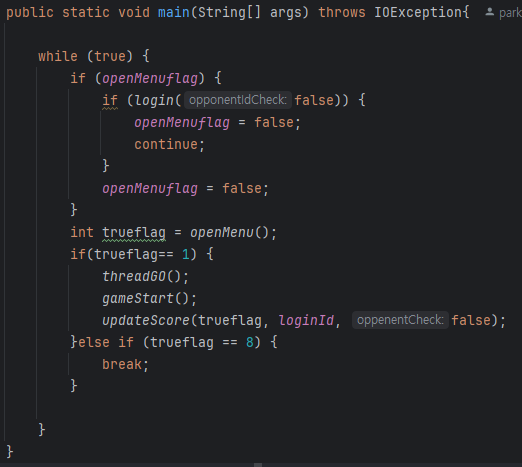 public static void main(String[] args) throws IOException{ park
while (true) {
if (openMenuflag) {
if (login( opponentIdCheck: false)) {
openMenuflag = false;
continue;
}
openMenuflag = false;
}
int trueflag = openMenu();
if(trueflag== 1) {
threadGO();
gameStart();
updateScore(trueflag, loginId, oppenentCheck: false);
}else if (trueflag == 8) {
break;
}
}
}